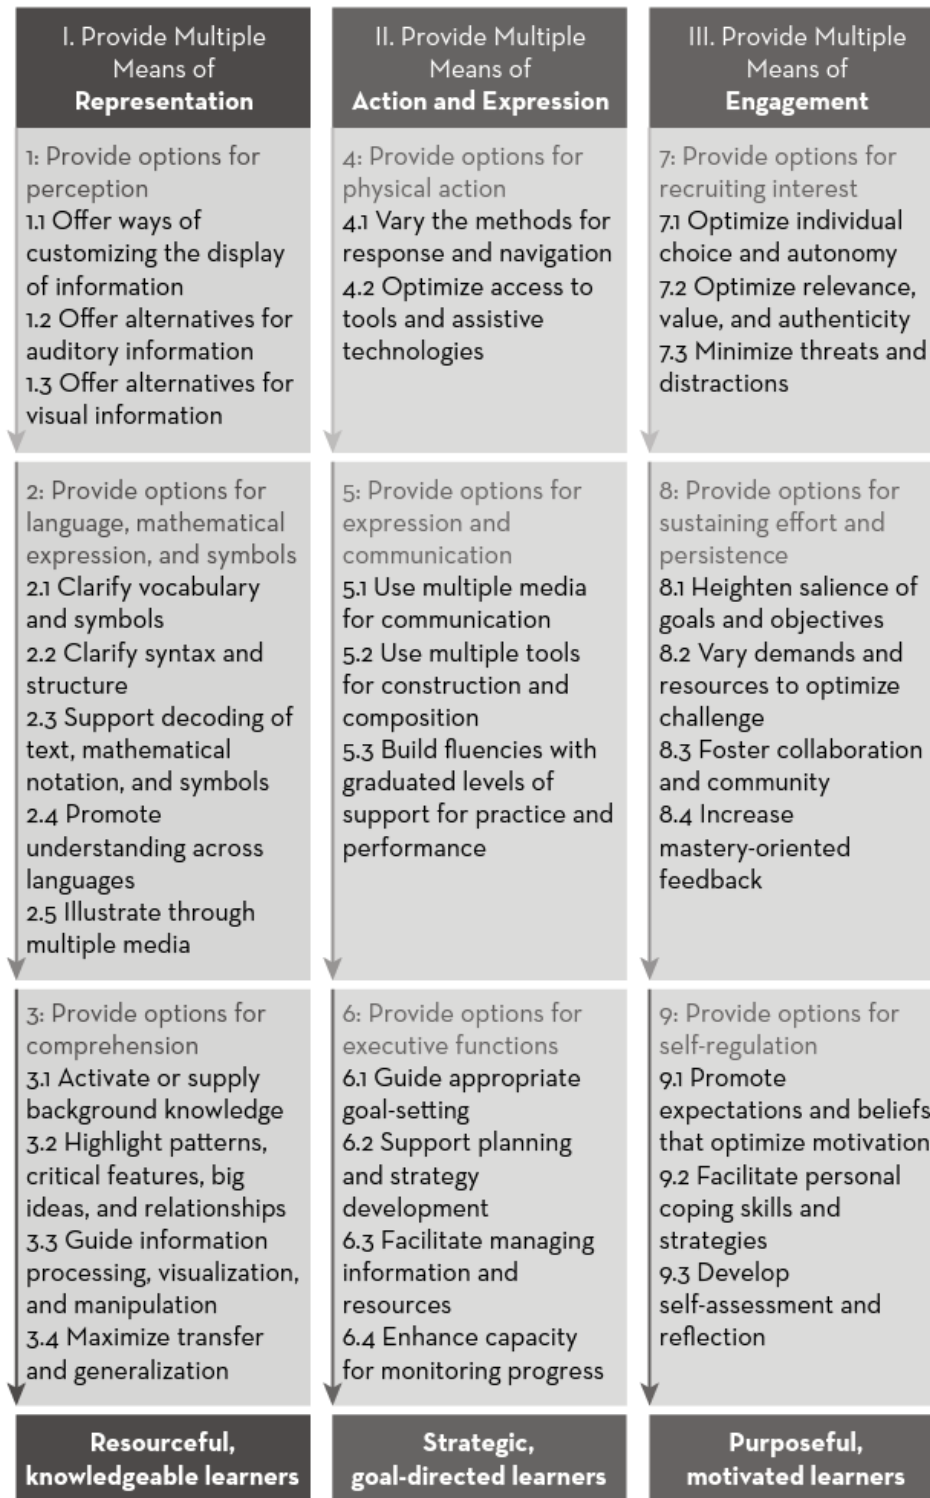 I. Provide Multiple
Means of
Representation
1: Provide options for
perception
1.1 Offer ways of
customizing the display
of information
1.2 Offer alternatives for
auditory information
1.3 Offer alternatives for
visual information
2: Provide options for
language, mathematical
expression, and symbols
2.1 Clarify vocabulary
and symbols
2.2 Clarify syntax and
structure
2.3 Support decoding of
text, mathematical
notation, and symbols
2.4 Promote
understanding across
languages
2.5 Illustrate through
multiple media
3: Provide options for
comprehension
3.1 Activate or supply
background knowledge
3.2 Highlight patterns,
critical features, big
ideas, and relationships
3.3 Guide information
processing, visualization,
and manipulation
3.4 Maximize transfer
and generalization
Resourceful,
knowledgeable learners
II. Provide Multiple
Means of
Action and Expression
4: Provide options for
physical action
4.1 Vary the methods for
response and navigation
4.2 Optimize access to
tools and assistive
technologies
5: Provide options for
expression and
communication
5.1 Use multiple media
for communication
5.2 Use multiple tools
for construction and
composition
5.3 Build fluencies with
graduated levels of
support for practice and
performance
6: Provide options for
executive functions
6.1 Guide appropriate
goal-setting
6.2 Support planning
and strategy
development
6.3 Facilitate managing
information and
resources
6.4 Enhance capacity
for monitoring progress
Strategic,
goal-directed learners
III. Provide Multiple
Means of
Engagement
7: Provide options for
recruiting interest
7.1 Optimize individual
choice and autonomy
7.2 Optimize relevance,
value, and authenticity
7.3 Minimize threats and
distractions
8: Provide options for
sustaining effort and
persistence
8.1 Heighten salience of
goals and objectives
8.2 Vary demands and
resources to optimize
challenge
8.3 Foster collaboration
and community
8.4 Increase
mastery-oriented
feedback
9: Provide options for
self-regulation
9.1 Promote
expectations and beliefs
that optimize motivation
9.2 Facilitate personal
coping skills and
strategies
9.3 Develop
self-assessment and
reflection
Purposeful,
motivated learners